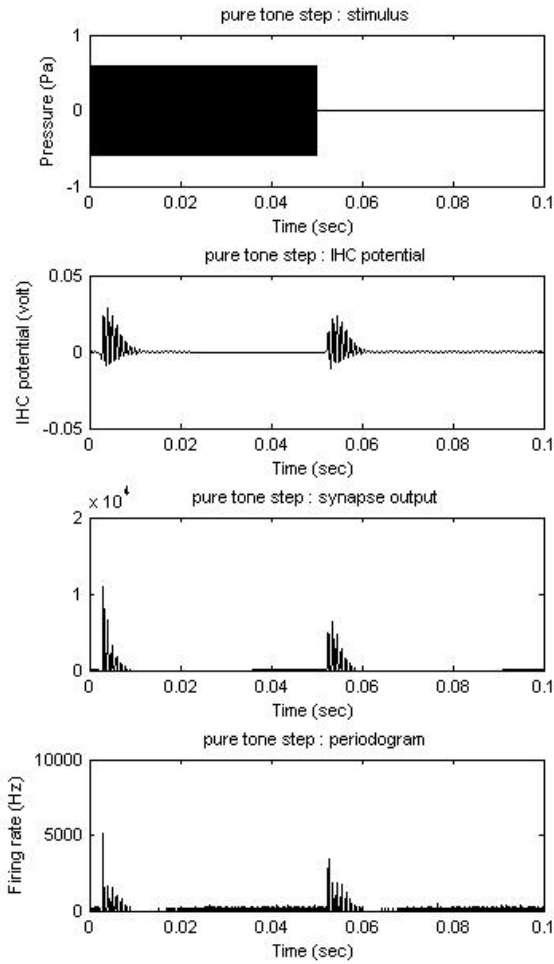 pure tone step : stimulus
1
0
-1
Pressure (Pa)
0 0.02 0.04 0.06 0.08 0.1
Time (sec)
pure tone step : IHC potential
0.05
0
-0.05
IHC potential (volt)
0 0.02 0.04 0.06 0.08 0.1
Time (sec)
x 10⁴
pure tone step : synapse output
2
1
0
0 0.02 0.04 0.06 0.08 0.1
Time (sec)
pure tone step : periodogram
10000
5000
0
Firing rate (Hz)
0 0.02 0.04 0.06 0.08 0.1
Time (sec)